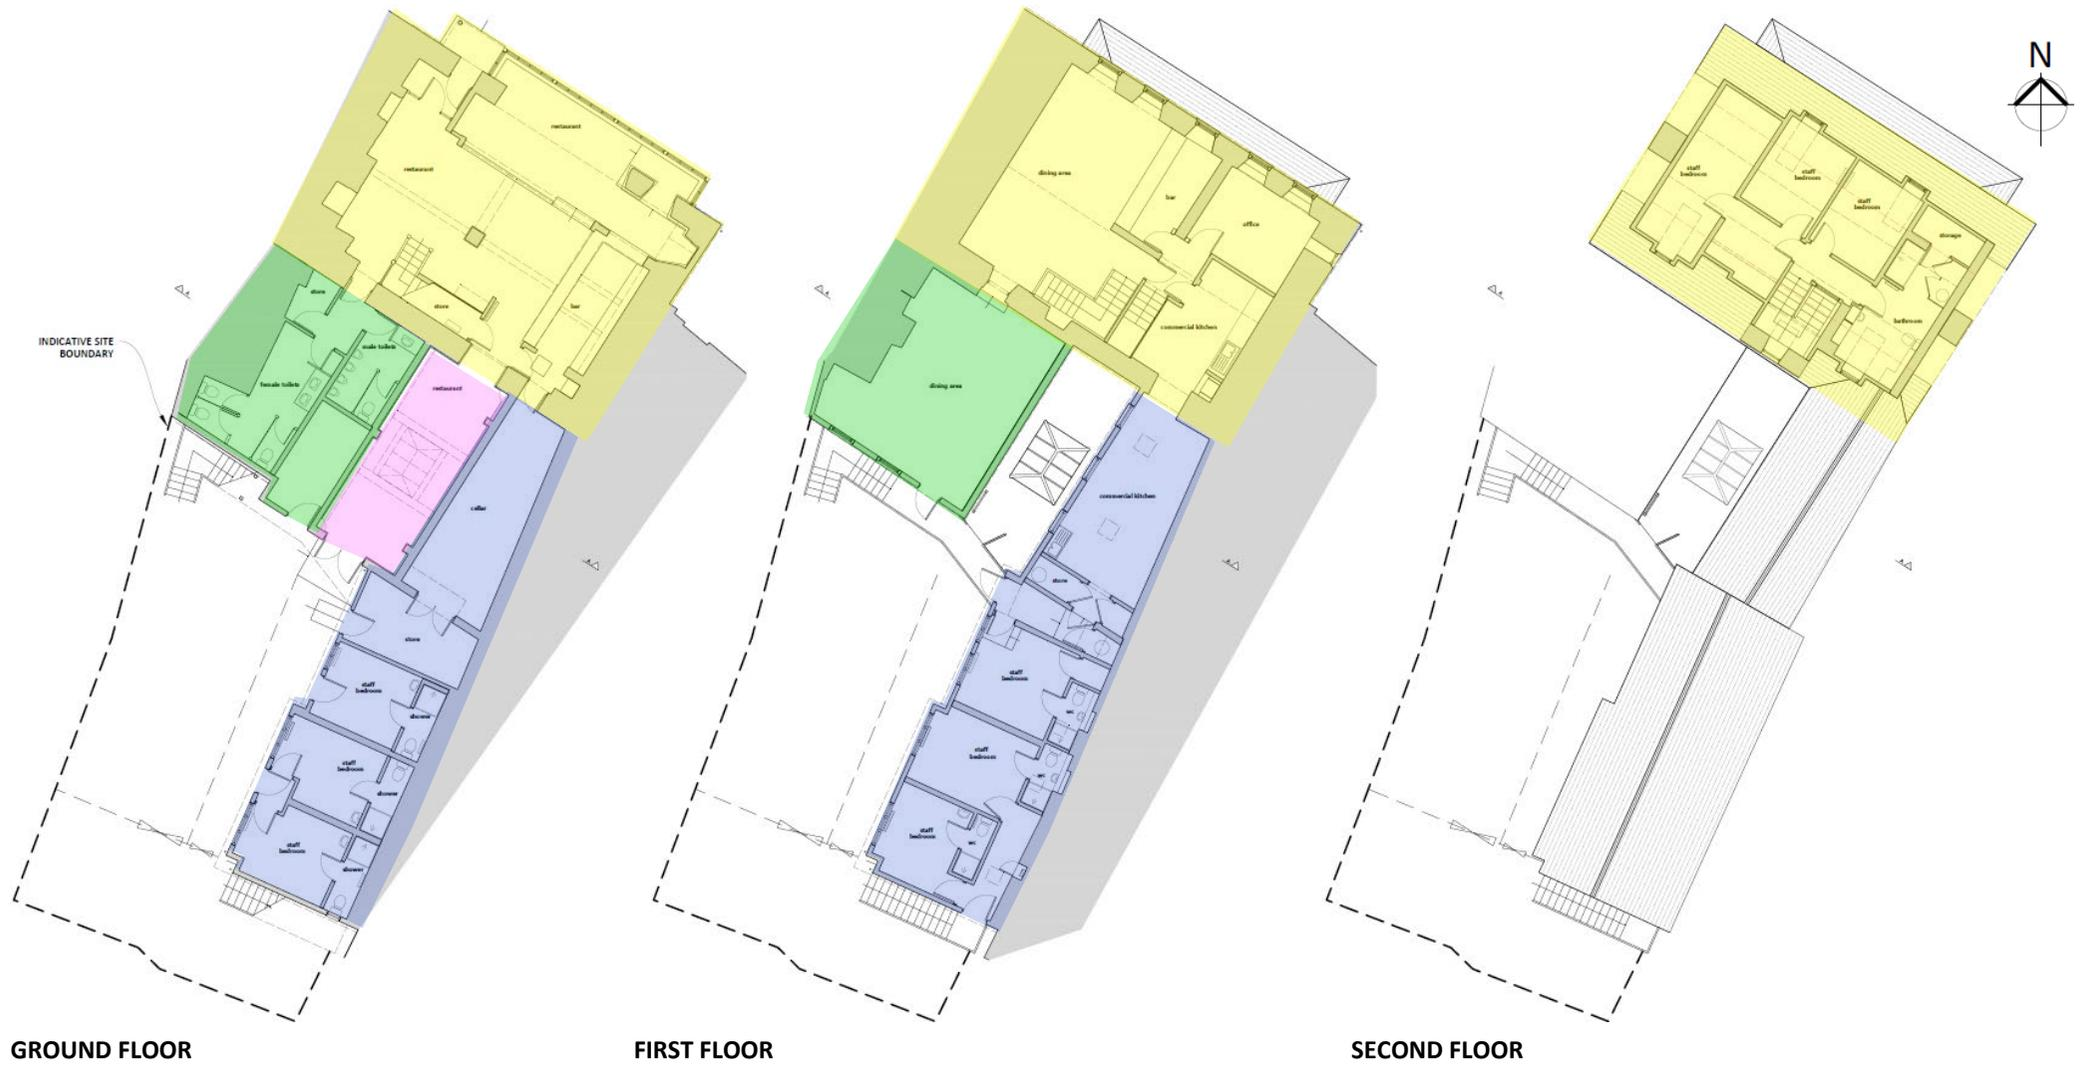 N
restaurant
restaurant
store
store
bar
male toilets
female toilets
restaurant
INDICATIVE SITE
BOUNDARY
cellar
store
staff
bedroom
shower
staff
bedroom
shower
staff
bedroom
shower
GROUND FLOOR
dining area
bar
office
commercial kitchen
dining area
commercial kitchen
store
staff
bedroom
wc
staff
bedroom
wc
staff
bedroom
wc
FIRST FLOOR
staff
bedroom
staff
bedroom
staff
bedroom
storage
bathroom
SECOND FLOOR